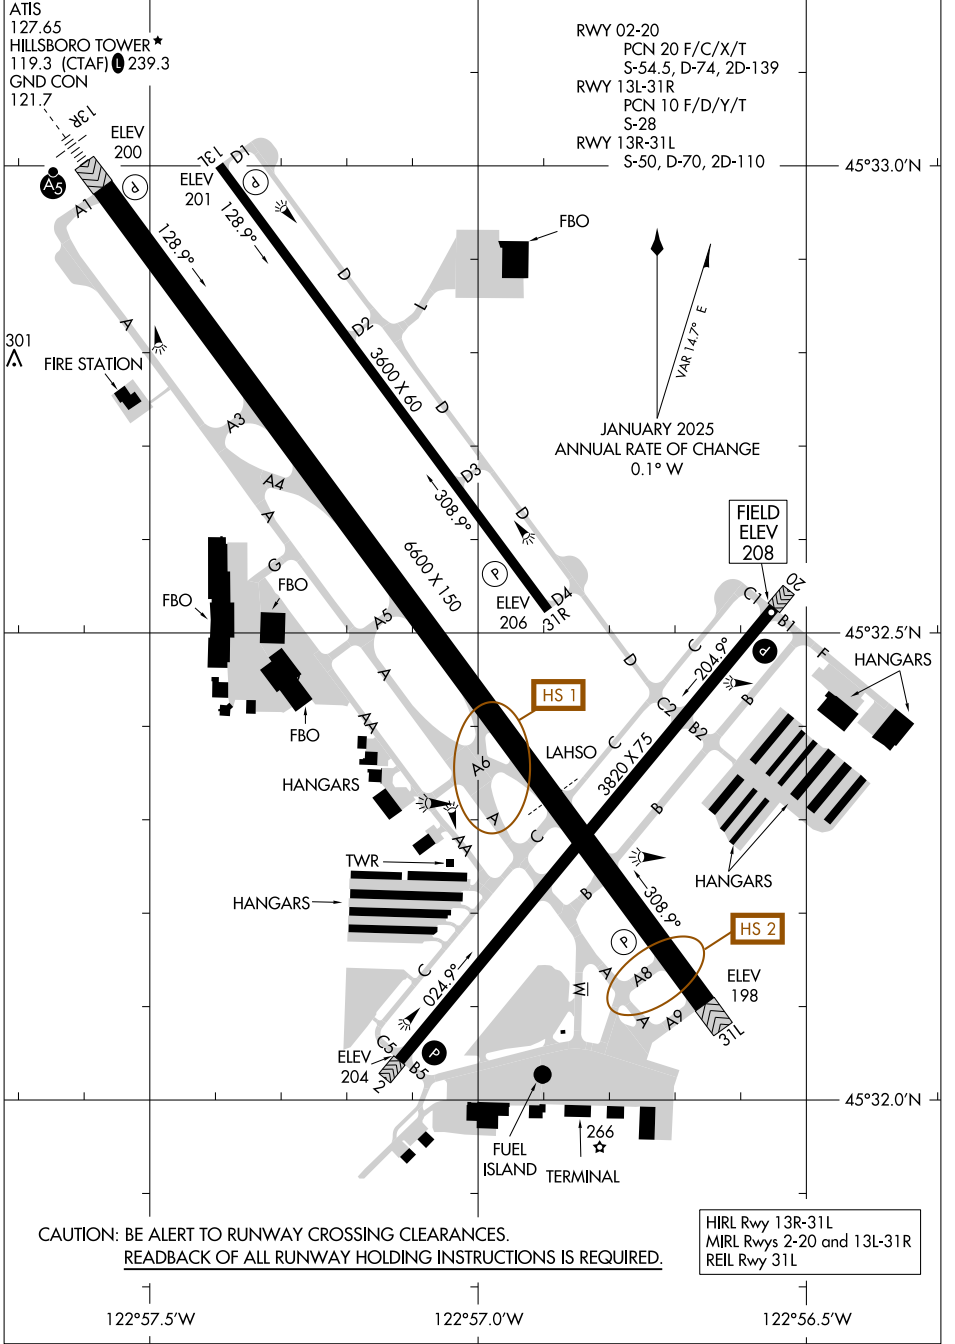 ATIS
127.65
HILLSBORO TOWER★
119.3 (CTAF) L 239.3
GND CON
121.7
RWY 02-20
PCN 20 F/C/X/T
S-54.5, D-74, 2D-139
RWY 13L-31R
PCN 10 F/D/Y/T
S-28
RWY 13R-31L
S-50, D-70, 2D-110
13R
ELEV
200
A5
P
A1
13L
D1
ELEV
201
P
45°33.0'N
128.9°
128.9°
FBO
D
L
VAR 14.7° E
A
301
FIRE STATION
D2
3600 X 60
D
JANUARY 2025
ANNUAL RATE OF CHANGE
0.1° W
A3
A4
A
D3
308.9°
D
FIELD
ELEV
208
6600 X 150
G
P
FBO
FBO
ELEV
206
D4
31R
20
C1
B1
45°32.5'N
A5
A
C
D
204.9°
P
F
HANGARS
HS 1
AA
FBO
C2
B
B2
C
LAHSO
3820 X 75
A6
HANGARS
A
B
C
AA
TWR
HANGARS
HANGARS
B
308.9°
HS 2
P
C
024.9°
A
A8
W
ELEV
198
A
A9
31L
C5
P
ELEV
204
B5
2
45°32.0'N
266
FUEL
ISLAND
TERMINAL
CAUTION: BE ALERT TO RUNWAY CROSSING CLEARANCES.
READBACK OF ALL RUNWAY HOLDING INSTRUCTIONS IS REQUIRED.
HIRL Rwy 13R-31L
MIRL Rwys 2-20 and 13L-31R
REIL Rwy 31L
122°57.5'W
122°57.0'W
122°56.5'W